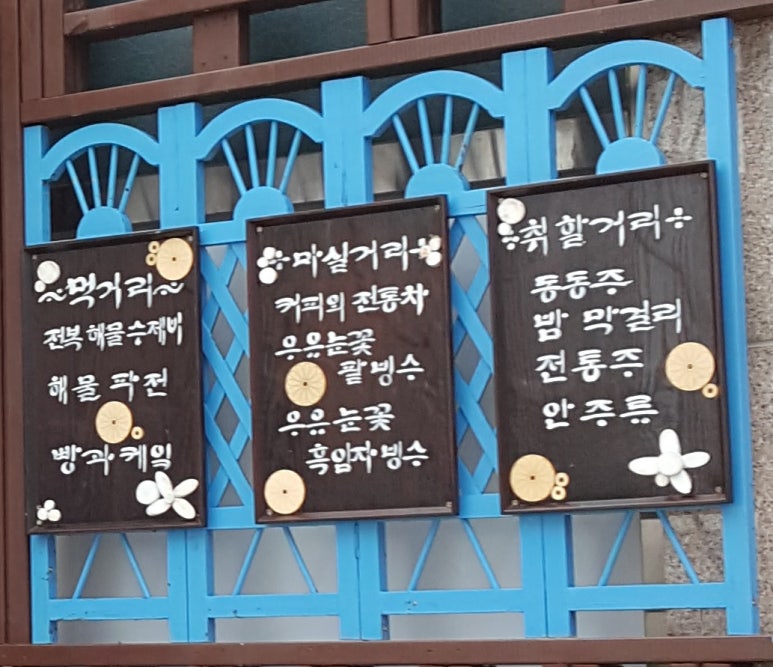 ~먹거리~
전복해물수제비
해물 파전
빵과 케잌
÷마실거리÷
커피외 전통차
우유눈꽃
팥빙수
우유눈꽃
흑임자 빙수
÷취할거리÷
동동주
밤 막걸리
전통주
안주류